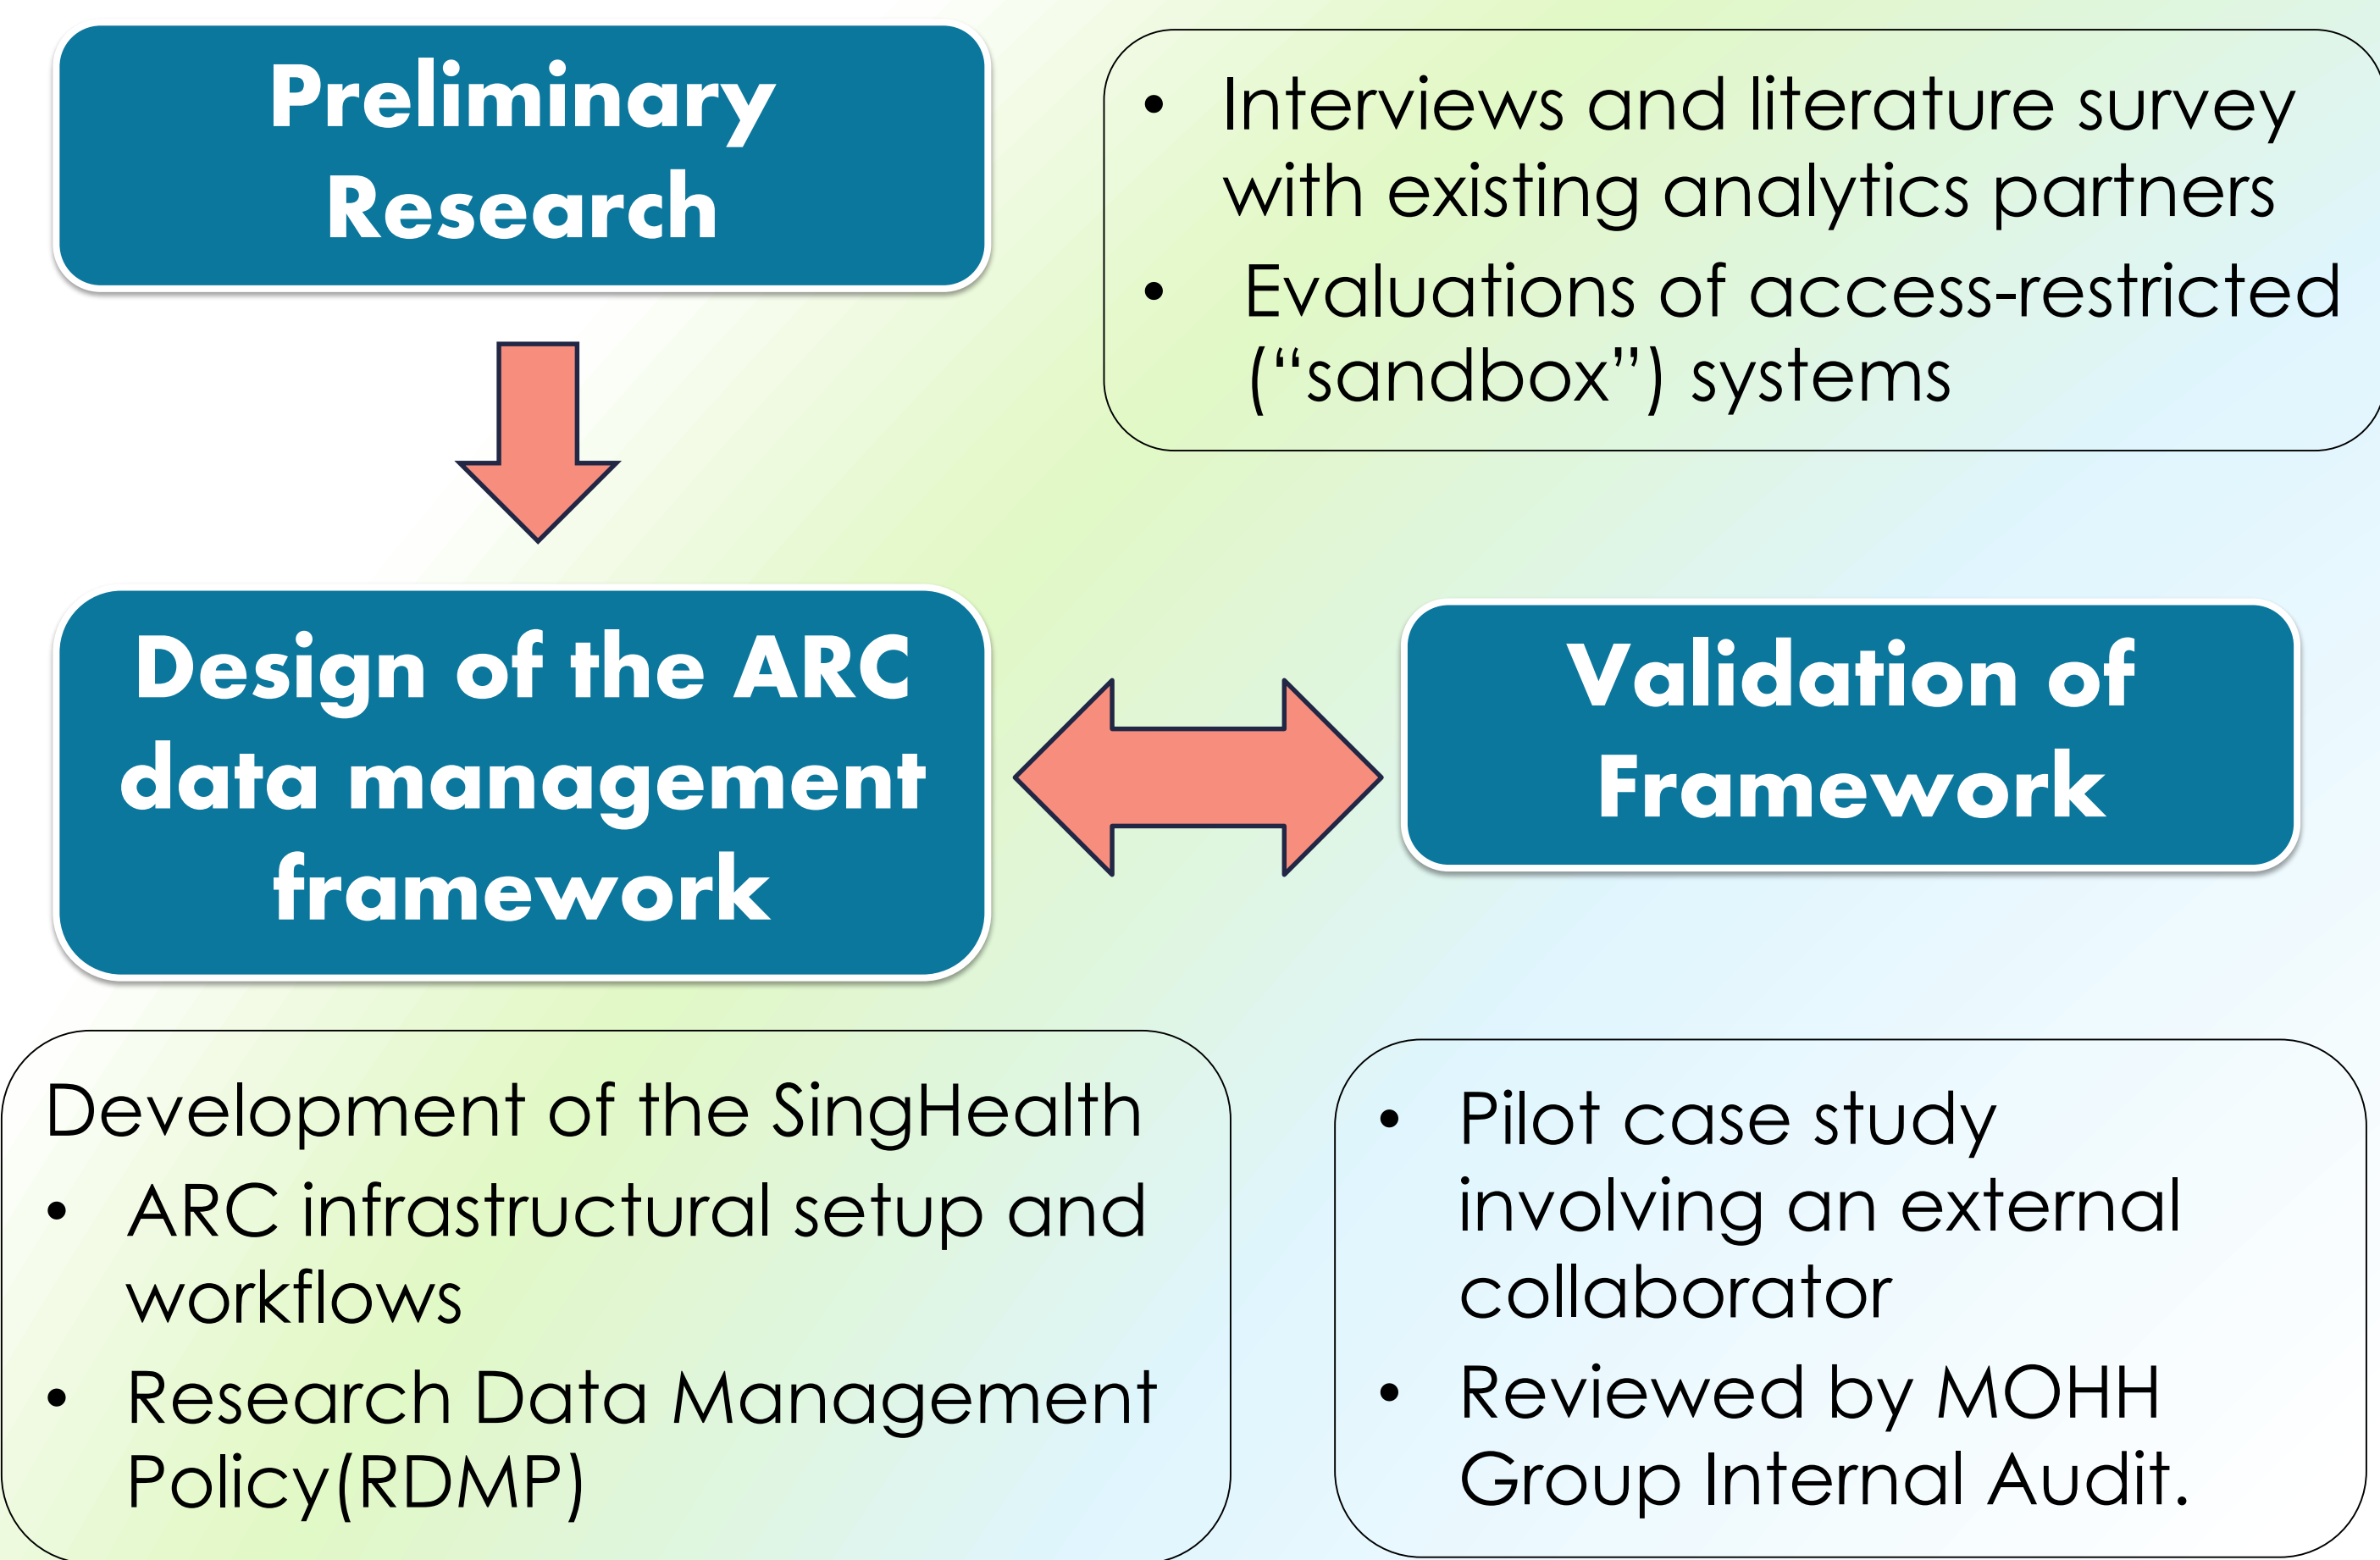 Preliminary
Research
• Interviews and literature survey
with existing analytics partners
• Evaluations of access-restricted
(“sandbox”) systems
Design of the ARC
data management
framework
Validation of
Framework
Development of the SingHealth
• ARC infrastructural setup and
workflows
• Research Data Management
Policy(RDMP)
• Pilot case study
involving an external
collaborator
• Reviewed by MOHH
Group Internal Audit.